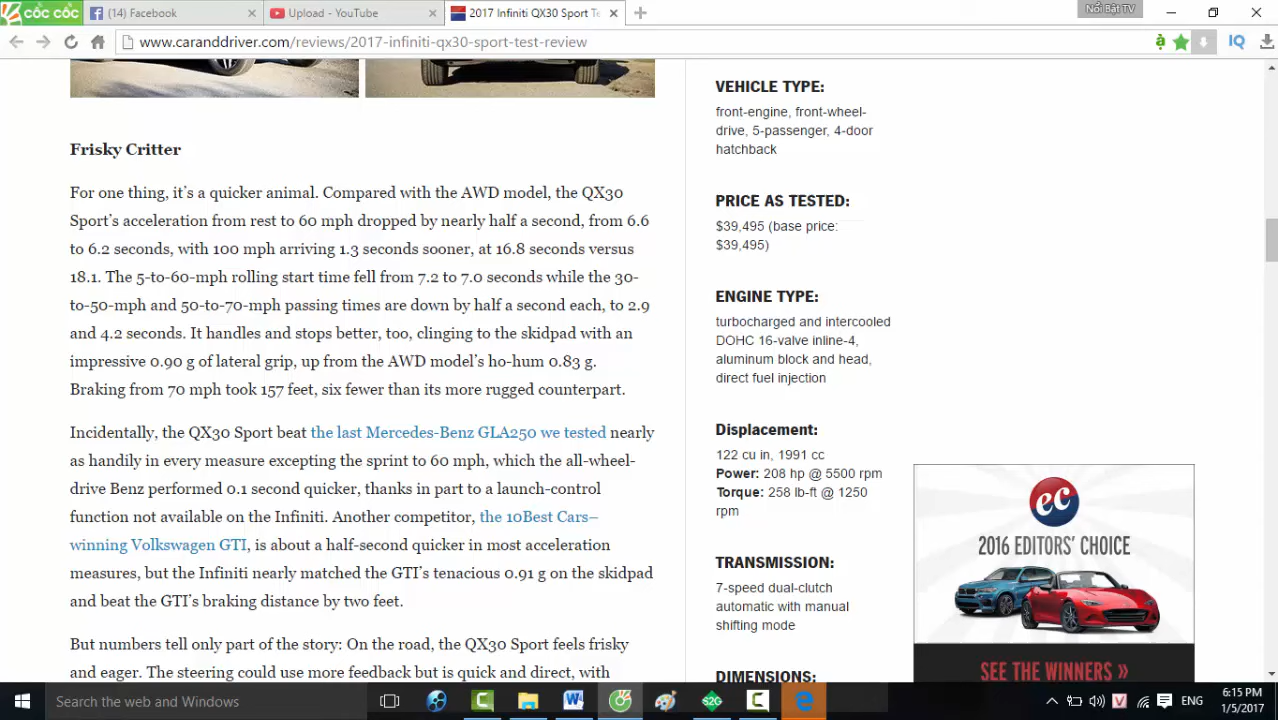 cốc cốc
(14) Facebook
Upload - YouTube
2017 Infiniti QX30 Sport Te
Nổi Bật TV
www.caranddriver.com/reviews/2017-infiniti-qx30-sport-test-review
IQ
Frisky Critter
For one thing, it’s a quicker animal. Compared with the AWD model, the QX30
Sport’s acceleration from rest to 60 mph dropped by nearly half a second, from 6.6
to 6.2 seconds, with 100 mph arriving 1.3 seconds sooner, at 16.8 seconds versus
18.1. The 5-to-60-mph rolling start time fell from 7.2 to 7.0 seconds while the 30-
to-50-mph and 50-to-70-mph passing times are down by half a second each, to 2.9
and 4.2 seconds. It handles and stops better, too, clinging to the skidpad with an
impressive 0.90 g of lateral grip, up from the AWD model’s ho-hum 0.83 g.
Braking from 70 mph took 157 feet, six fewer than its more rugged counterpart.
Incidentally, the QX30 Sport beat the last Mercedes-Benz GLA250 we tested nearly
as handily in every measure excepting the sprint to 60 mph, which the all-wheel-
drive Benz performed 0.1 second quicker, thanks in part to a launch-control
function not available on the Infiniti. Another competitor, the 10Best Cars–
winning Volkswagen GTI, is about a half-second quicker in most acceleration
measures, but the Infiniti nearly matched the GTI’s tenacious 0.91 g on the skidpad
and beat the GTI’s braking distance by two feet.
But numbers tell only part of the story: On the road, the QX30 Sport feels frisky
and eager. The steering could use more feedback but is quick and direct, with
VEHICLE TYPE:
front-engine, front-wheel-
drive, 5-passenger, 4-door
hatchback
PRICE AS TESTED:
$39,495 (base price:
$39,495)
ENGINE TYPE:
turbocharged and intercooled
DOHC 16-valve inline-4,
aluminum block and head,
direct fuel injection
Displacement:
122 cu in, 1991 cc
Power: 208 hp @ 5500 rpm
Torque: 258 lb-ft @ 1250
rpm
TRANSMISSION:
7-speed dual-clutch
automatic with manual
shifting mode
DIMENSIONS:
ec
2016 EDITORS’ CHOICE
SEE THE WINNERS »
Search the web and Windows
S2G
V
ENG
6:15 PM
1/5/2017